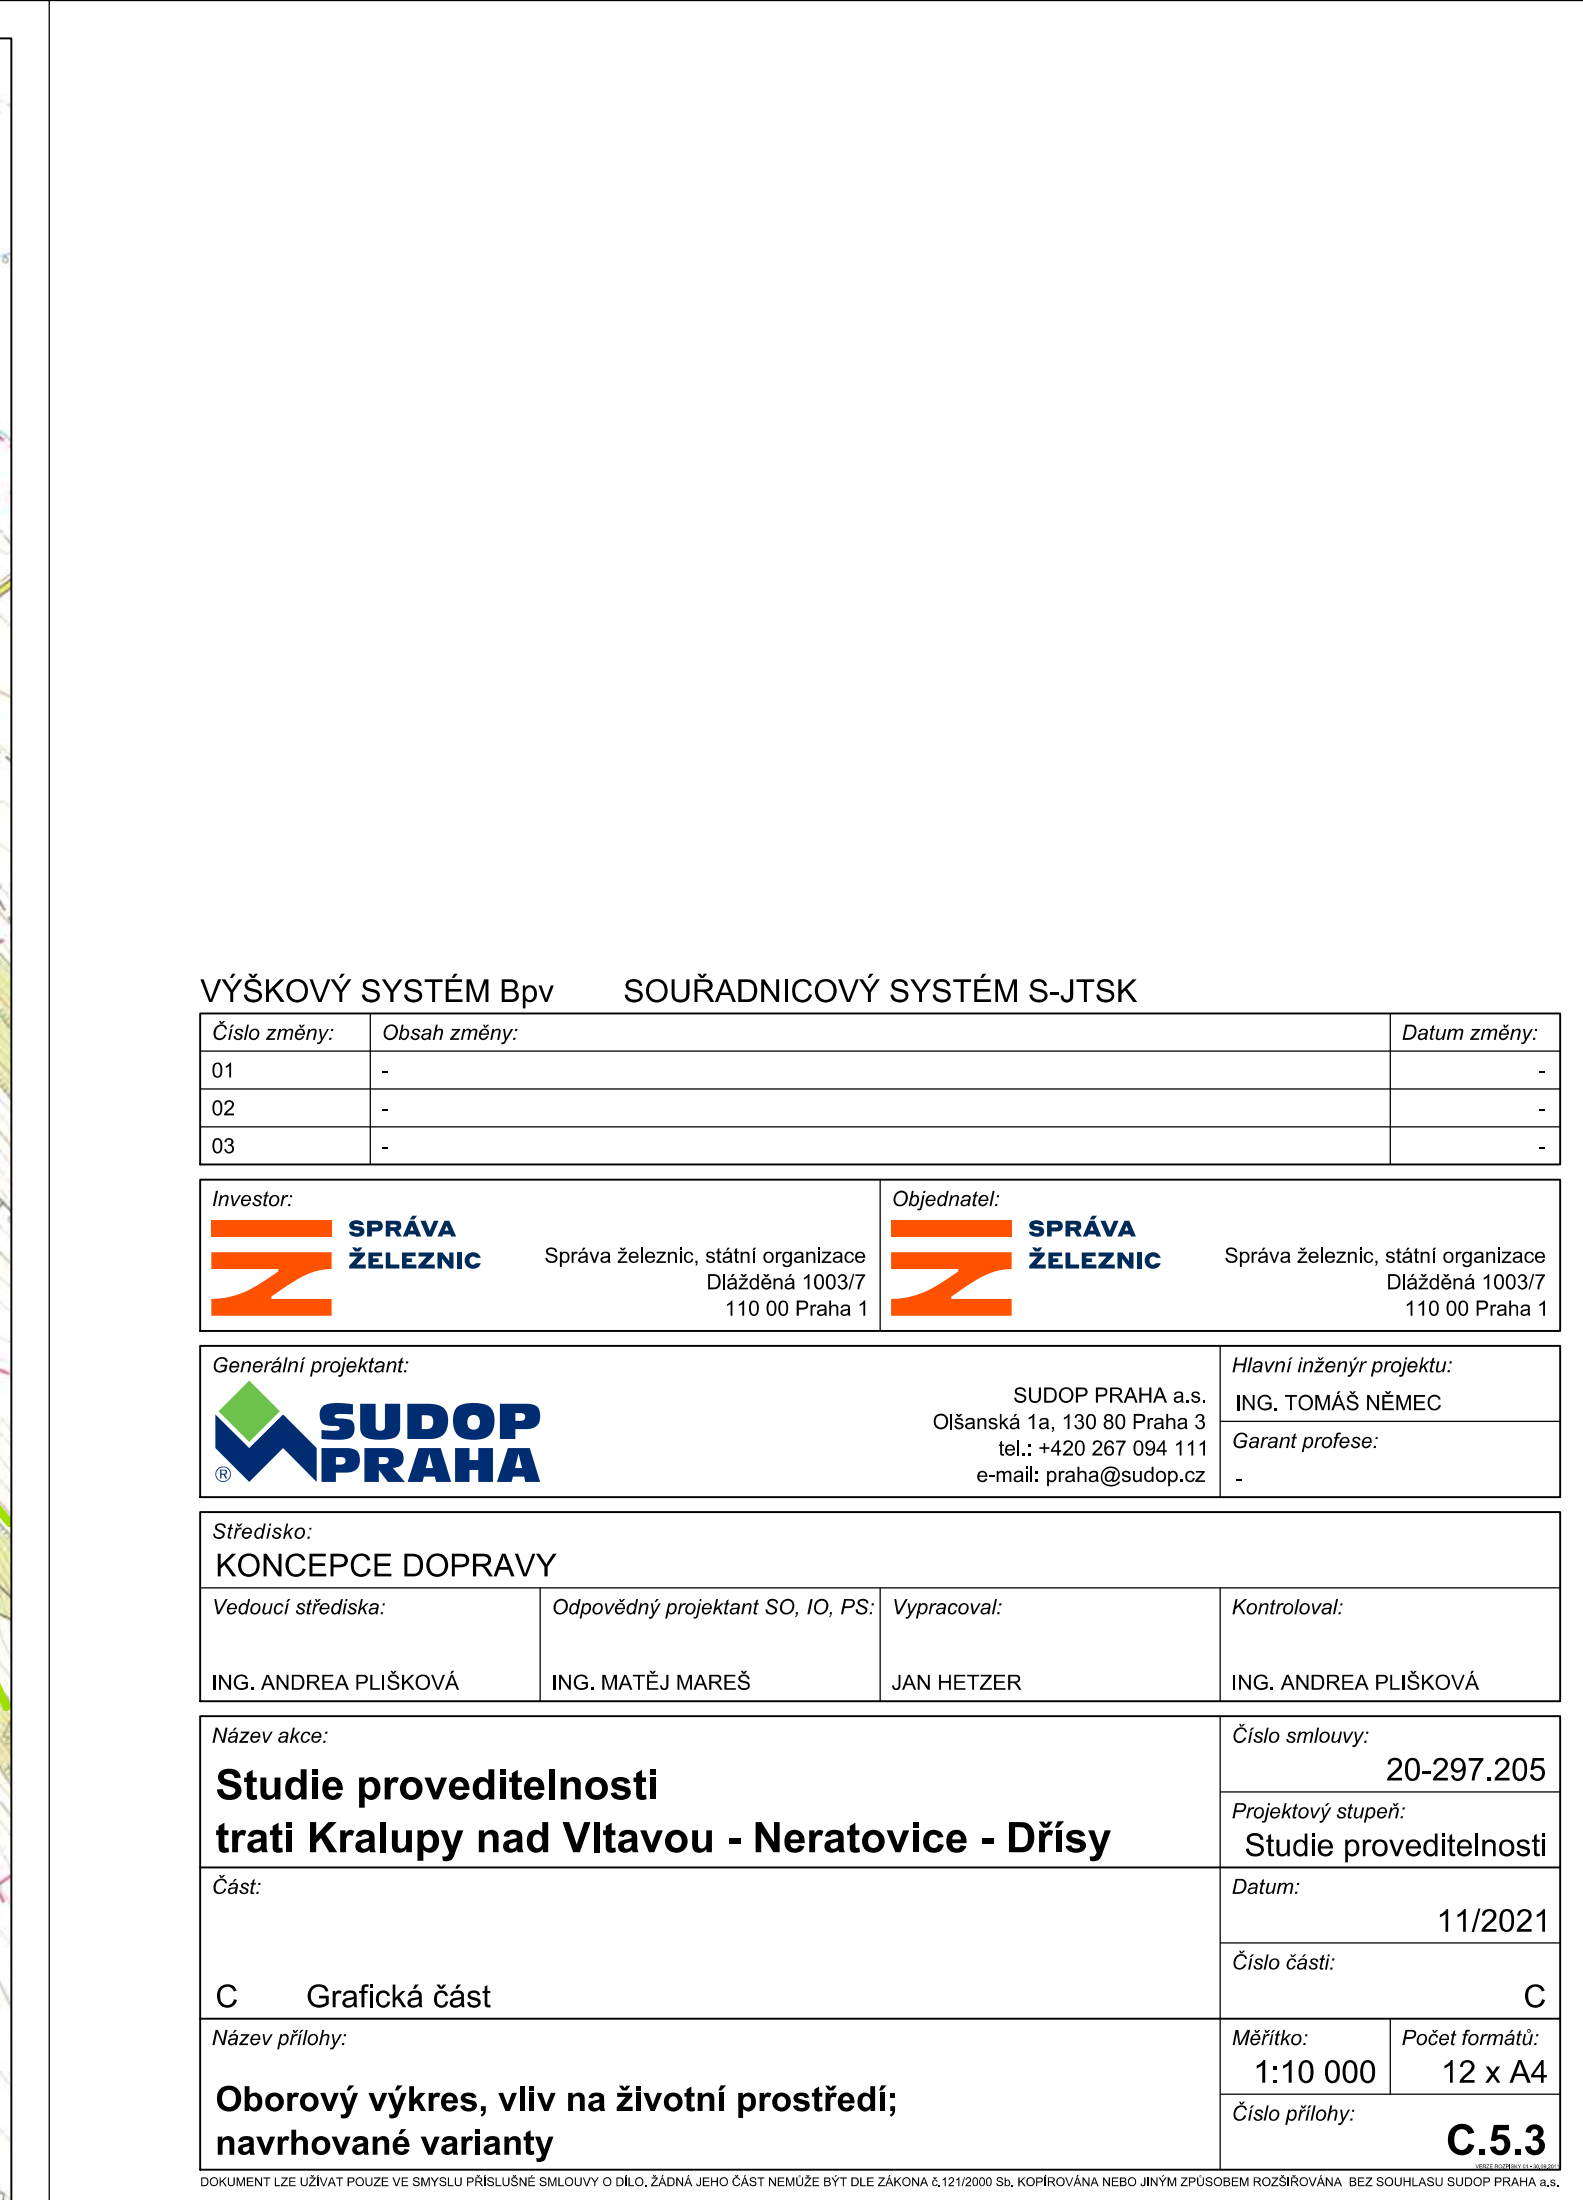 VÝŠKOVÝ SYSTÉM Bpv SOUŘADNICOVÝ SYSTÉM S-JTSK
Číslo změny: Obsah změny: Datum změny:
01 - -
02 - -
03 - -
Investor:
SPRÁVA
ŽELEZNIC
Správa železnic, státní organizace
Dlážděná 1003/7
110 00 Praha 1
Objednatel:
SPRÁVA
ŽELEZNIC
Správa železnic, státní organizace
Dlážděná 1003/7
110 00 Praha 1
Generální projektant:
SUDOP
PRAHA
®
SUDOP PRAHA a.s.
Olšanská 1a, 130 80 Praha 3
tel.: +420 267 094 111
e-mail: praha@sudop.cz
Hlavní inženýr projektu:
ING. TOMÁŠ NĚMEC
Garant profese:
-
Středisko:
KONCEPCE DOPRAVY
Vedoucí střediska: Odpovědný projektant SO, IO, PS: Vypracoval: Kontroloval:
ING. ANDREA PLIŠKOVÁ ING. MATĚJ MAREŠ JAN HETZER ING. ANDREA PLIŠKOVÁ
Název akce:
Studie proveditelnosti
trati Kralupy nad Vltavou - Neratovice - Dřísy
Číslo smlouvy:
20-297.205
Projektový stupeň:
Studie proveditelnosti
Část:
C Grafická část
Datum:
11/2021
Číslo části:
C
Název přílohy:
Oborový výkres, vliv na životní prostředí;
navrhované varianty
Měřítko: Počet formátů:
1:10 000 12 x A4
Číslo přílohy:
C.5.3
VERZE ROZPISKY 01 - 30.09.2011
DOKUMENT LZE UŽÍVAT POUZE VE SMYSLU PŘÍSLUŠNÉ SMLOUVY O DÍLO. ŽÁDNÁ JEHO ČÁST NEMŮŽE BÝT DLE ZÁKONA č.121/2000 Sb. KOPÍROVÁNA NEBO JINÝM ZPŮSOBEM ROZŠIŘOVÁNA BEZ SOUHLASU SUDOP PRAHA a.s.